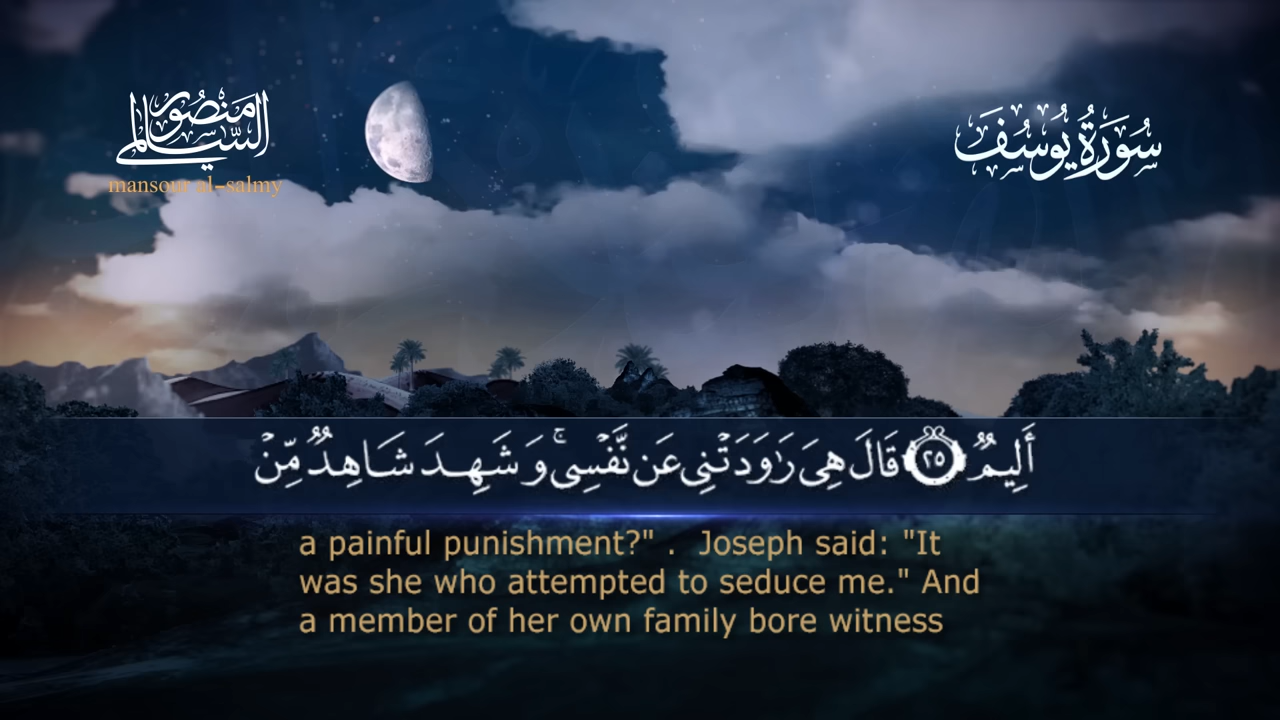 منصور السالمي
mansour al-salmy
سُورَةُ يُوسُفَ
أَلِيمٌ ٢٥ قَالَ هِيَ رَٰوَدَتْنِي عَن نَّفْسِي ۚ وَشَهِدَ شَاهِدٌ مِّنْ
a painful punishment?" . Joseph said: "It
was she who attempted to seduce me." And
a member of her own family bore witness